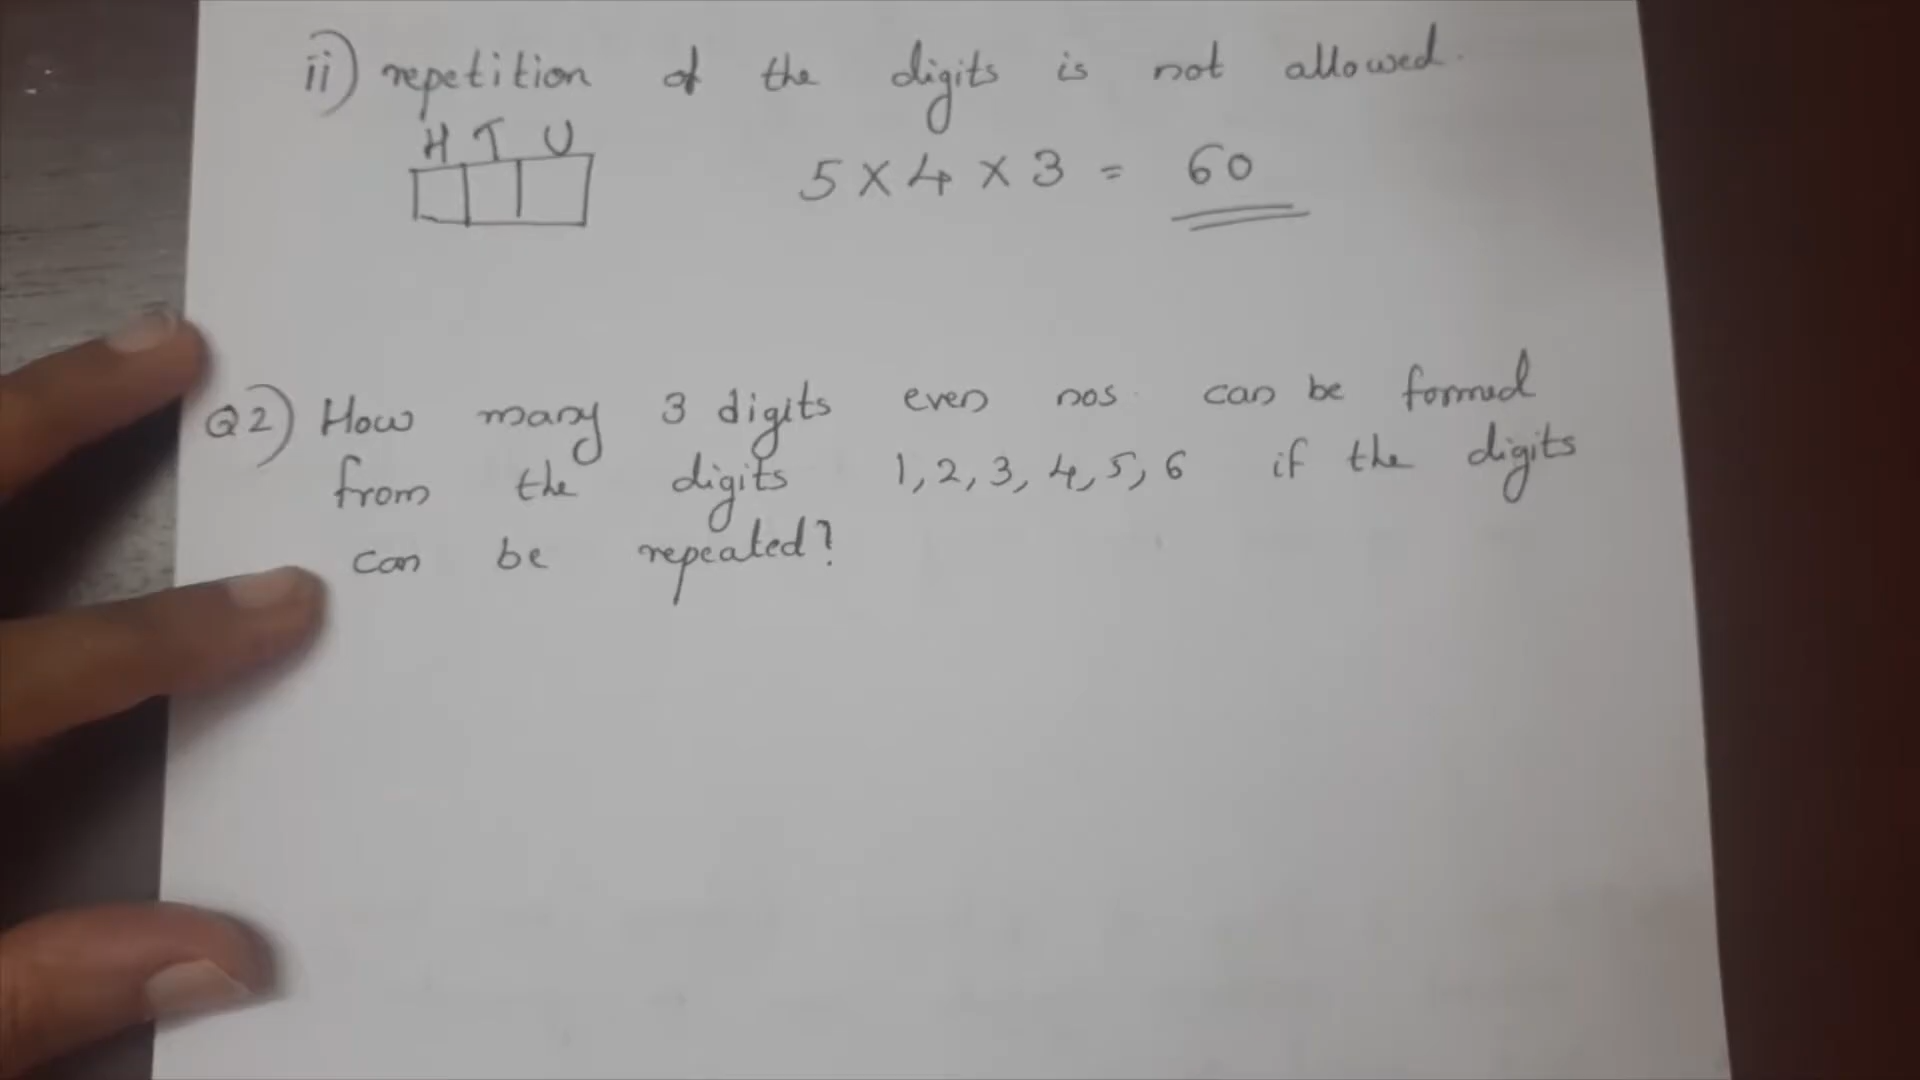 ii) repetition of the digits is not allowed.
H T U
5 x 4 x 3 = 60
Q2) How many 3 digits even nos. can be formed
from the digits 1, 2, 3, 4, 5, 6 if the digits
can be repeated?